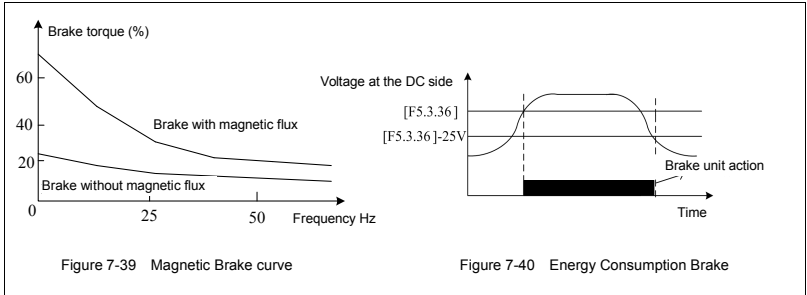 Brake torque (%)
60
40
20
0
25
50
Frequency Hz
Brake with magnetic flux
Brake without magnetic flux
Figure 7-39 Magnetic Brake curve
Voltage at the DC side
[F5.3.36]
[F5.3.36]-25V
Brake unit action
Time
Figure 7-40 Energy Consumption Brake